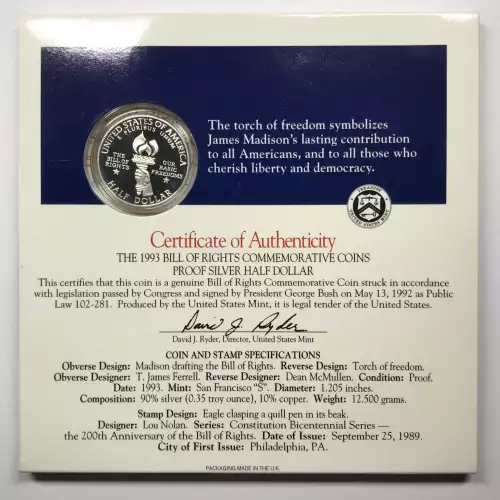 UNITED STATES OF AMERICA
E PLURIBUS UNUM
THE BILL OF RIGHTS
OUR BASIC FREEDOMS
HALF DOLLAR
The torch of freedom symbolizes
James Madison's lasting contribution
to all Americans, and to all those who
cherish liberty and democracy.
Certificate of Authenticity
THE 1993 BILL OF RIGHTS COMMEMORATIVE COINS
PROOF SILVER HALF DOLLAR
This certifies that this coin is a genuine Bill of Rights Commemorative Coin struck in accordance
with legislation passed by Congress and signed by President George Bush on May 13, 1992 as Public
Law 102-281. Produced by the United States Mint, it is legal tender of the United States.
David J. Ryder
David J. Ryder, Director, United States Mint
COIN AND STAMP SPECIFICATIONS
Obverse Design: Madison drafting the Bill of Rights. Reverse Design: Torch of freedom.
Obverse Designer: T. James Ferrell. Reverse Designer: Dean McMullen. Condition: Proof.
Date: 1993. Mint: San Francisco "S". Diameter: 1.205 inches.
Composition: 90% silver (0.35 troy ounce), 10% copper. Weight: 12.500 grams.
Stamp Design: Eagle clasping a quill pen in its beak.
Designer: Lou Nolan. Series: Constitution Bicentennial Series —
the 200th Anniversary of the Bill of Rights. Date of Issue: September 25, 1989.
City of First Issue: Philadelphia, PA.
PACKAGING MADE IN THE U.K.